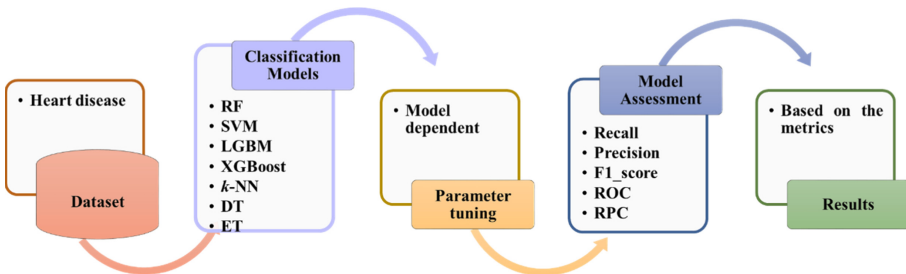 • Heart disease
Dataset
Classification
Models
• RF
• SVM
• LGBM
• XGBoost
• k-NN
• DT
• ET
• Model
dependent
Parameter
tuning
Model
Assessment
• Recall
• Precision
• F1_score
• ROC
• RPC
• Based on the
metrics
Results